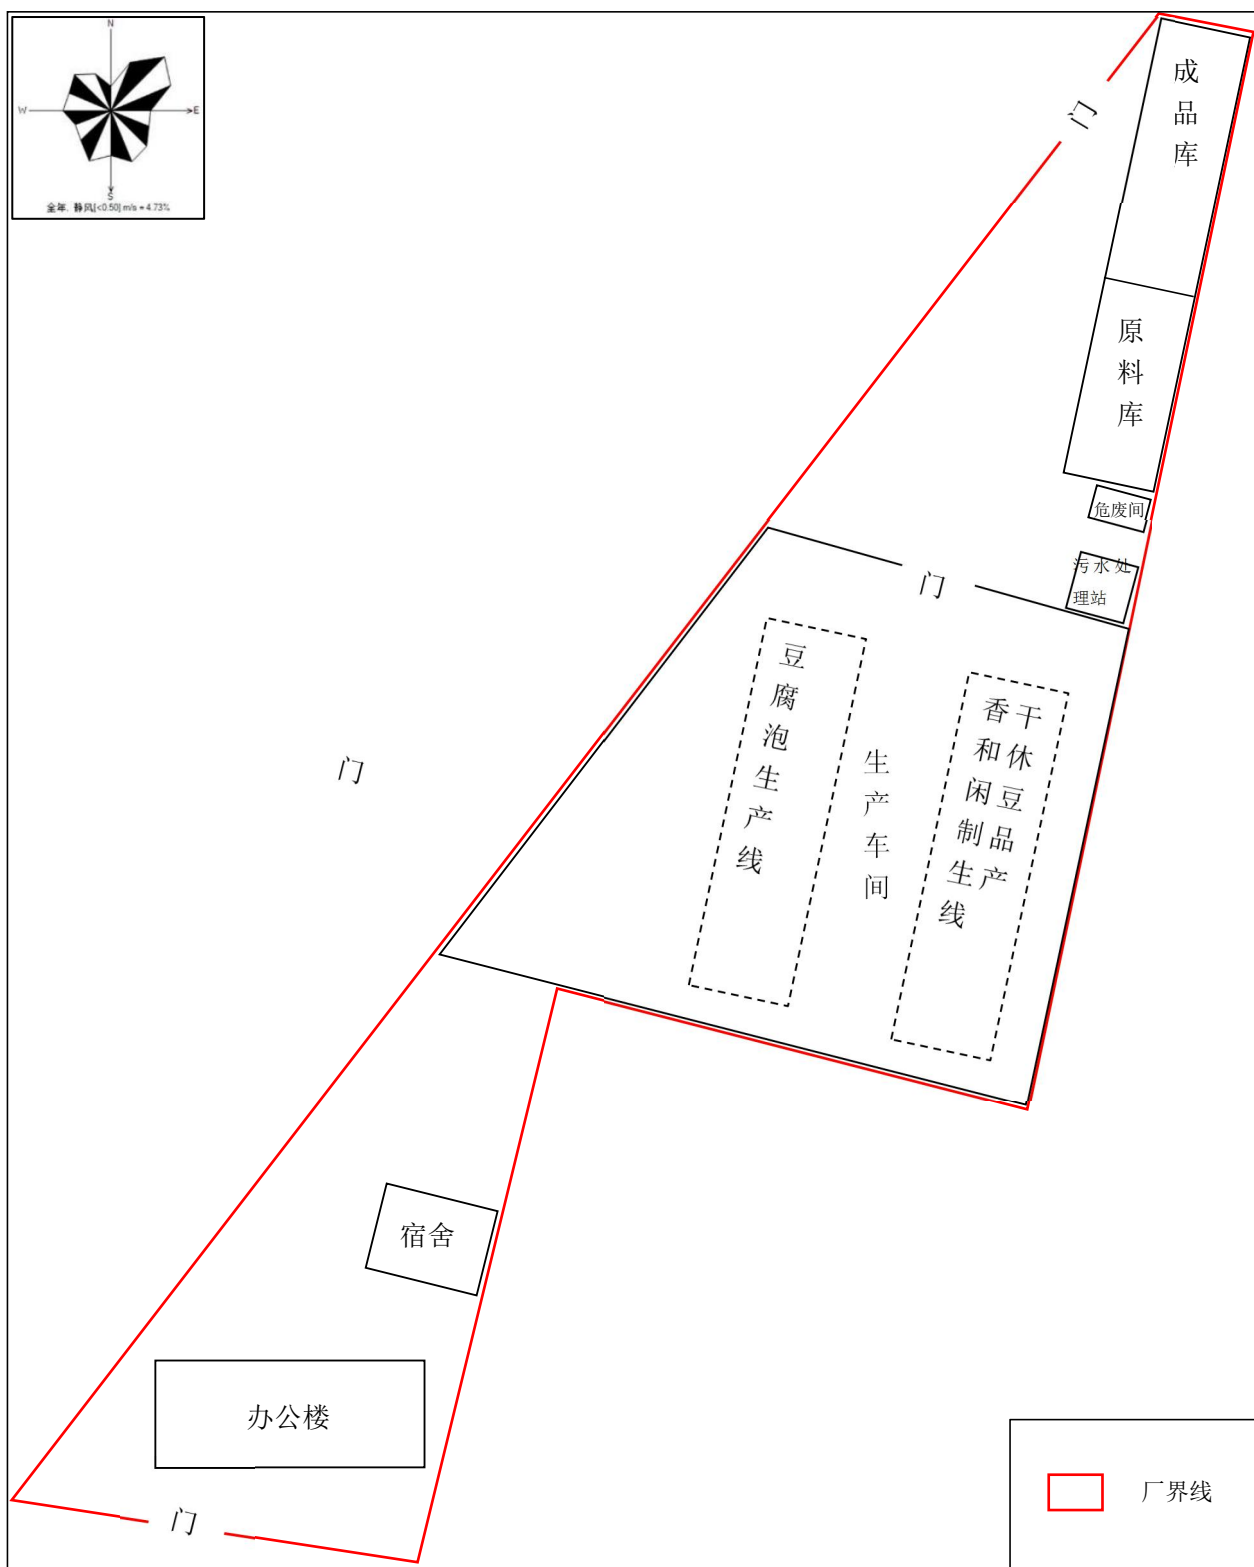 N
W
E
S
全年, 静风[<0.50] m/s = 4.73%
门
成品库
原料库
危废间
污水处
理站
门
豆腐泡生产线
生产车间
香干
和休
闲豆
制品
生产
线
门
宿舍
办公楼
门
厂界线